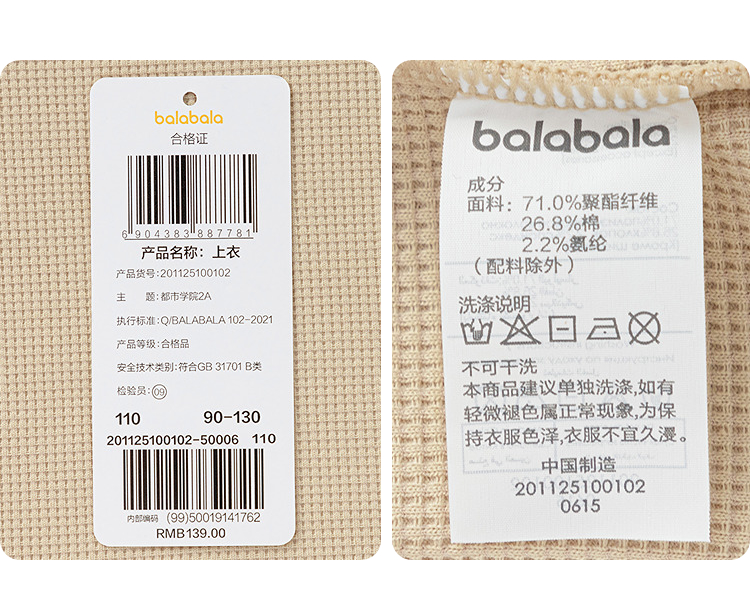 balabala
合格证
6904383887781
产品名称：上衣
产品货号：201125100102
主 题：都市学院2A
执行标准：Q/BALABALA 102-2021
产品等级：合格品
安全技术类别：符合GB 31701 B类
检验员：09
110 90-130
201125100102-50006 110
内部编码 (99)50019141762
RMB139.00
balabala
成分
面料：71.0%聚酯纤维
26.8%棉
2.2%氨纶
（配料除外）
洗涤说明
不可干洗
本商品建议单独洗涤,如有
轻微褪色属正常现象,为保
持衣服色泽,衣服不宜久漫。
中国制造
201125100102
0615